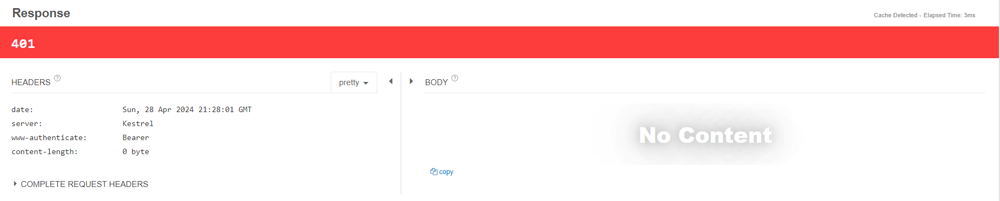 Response
Cache Detected - Elapsed Time: 3ms
401
HEADERS ?
pretty
date: Sun, 28 Apr 2024 21:28:01 GMT
server: Kestrel
www-authenticate: Bearer
content-length: 0 byte
COMPLETE REQUEST HEADERS
BODY ?
No Content
copy